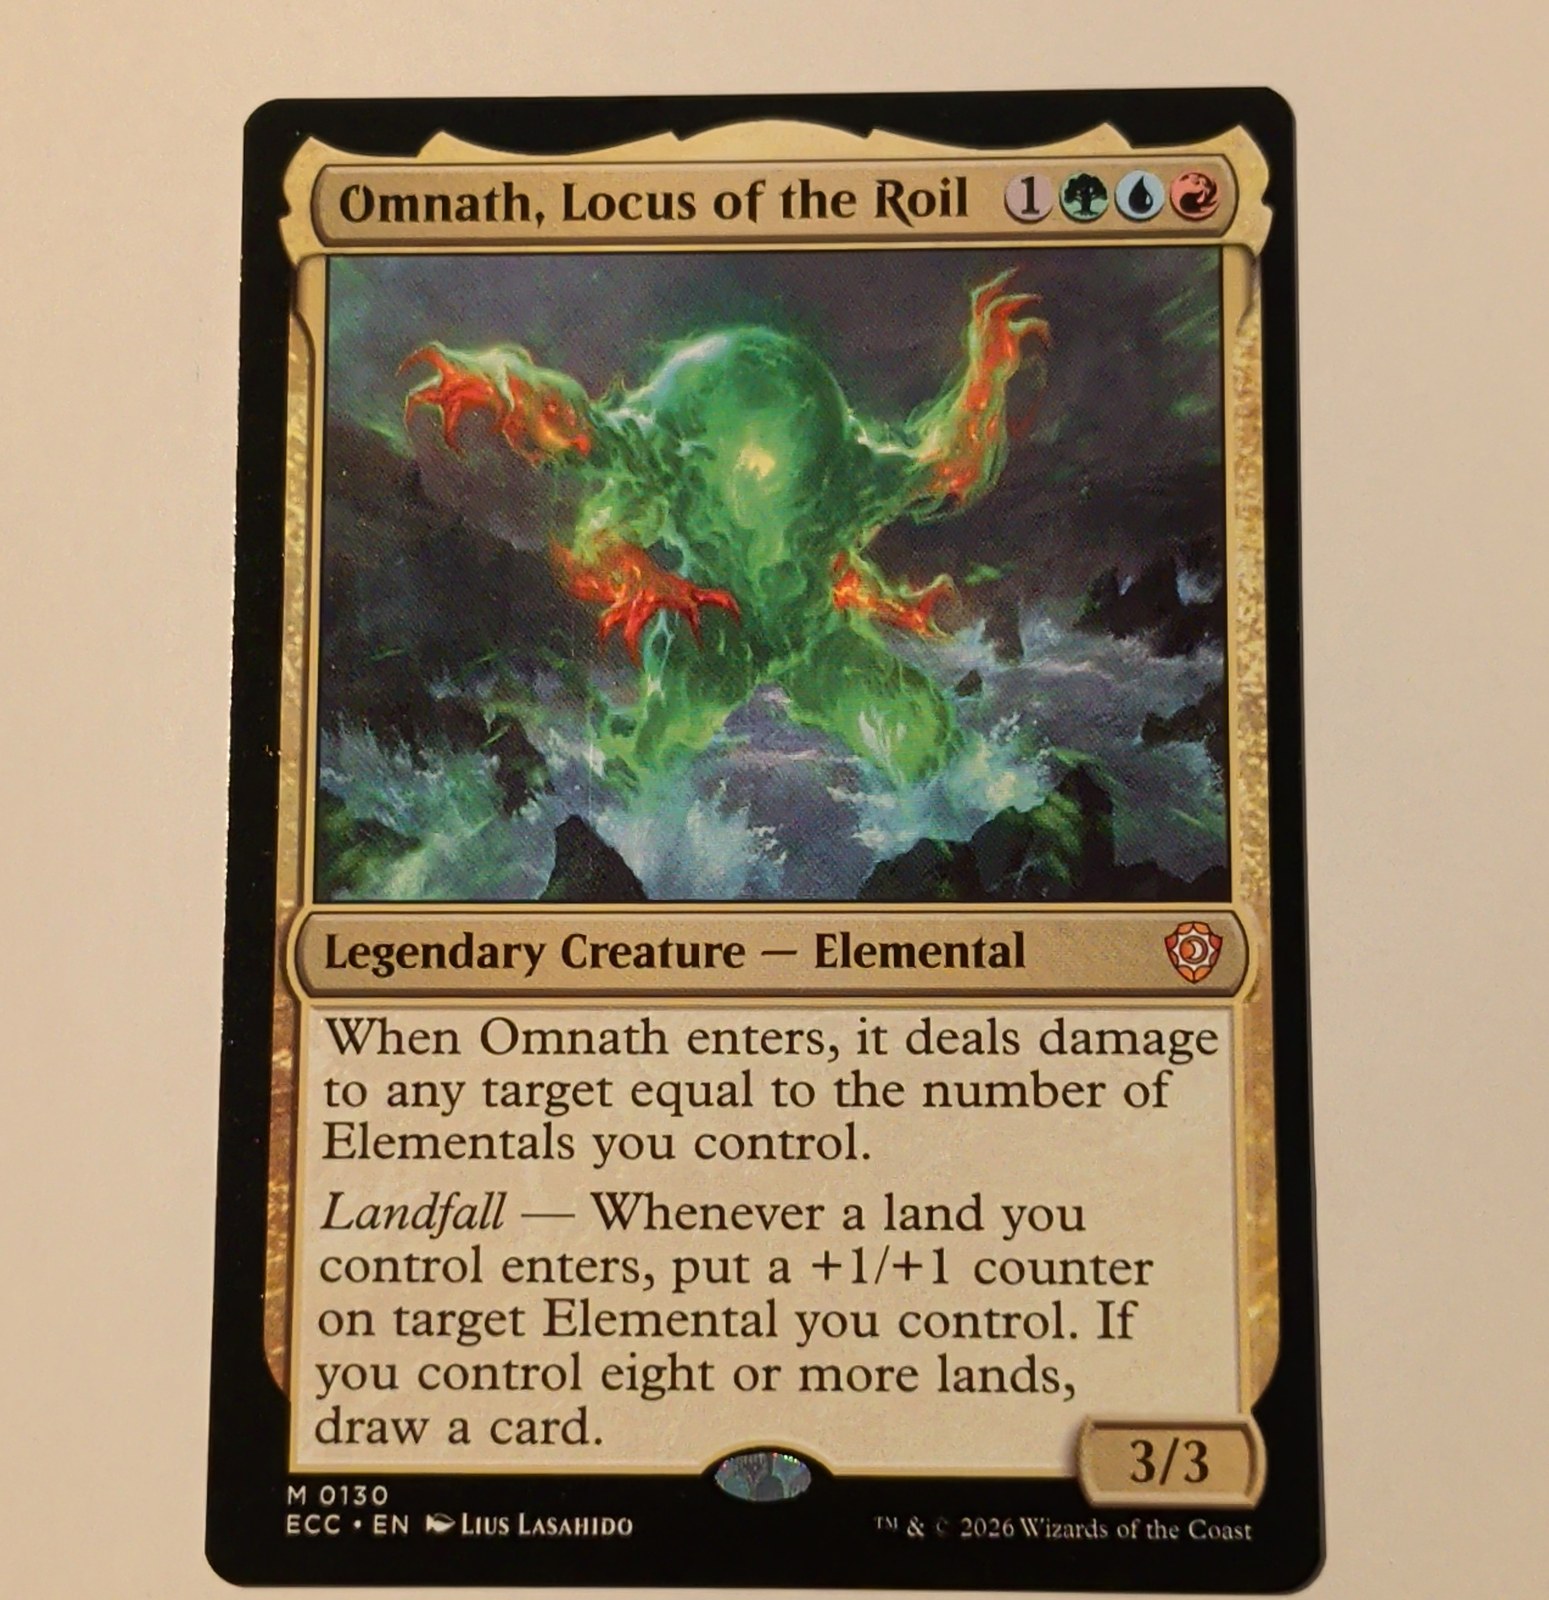 Omnath, Locus of the Roil 1
Legendary Creature — Elemental
When Omnath enters, it deals damage
to any target equal to the number of
Elementals you control.
Landfall — Whenever a land you
control enters, put a +1/+1 counter
on target Elemental you control. If
you control eight or more lands,
draw a card.
3/3
M 0130
ECC • EN Lius Lasahido
™ & © 2026 Wizards of the Coast